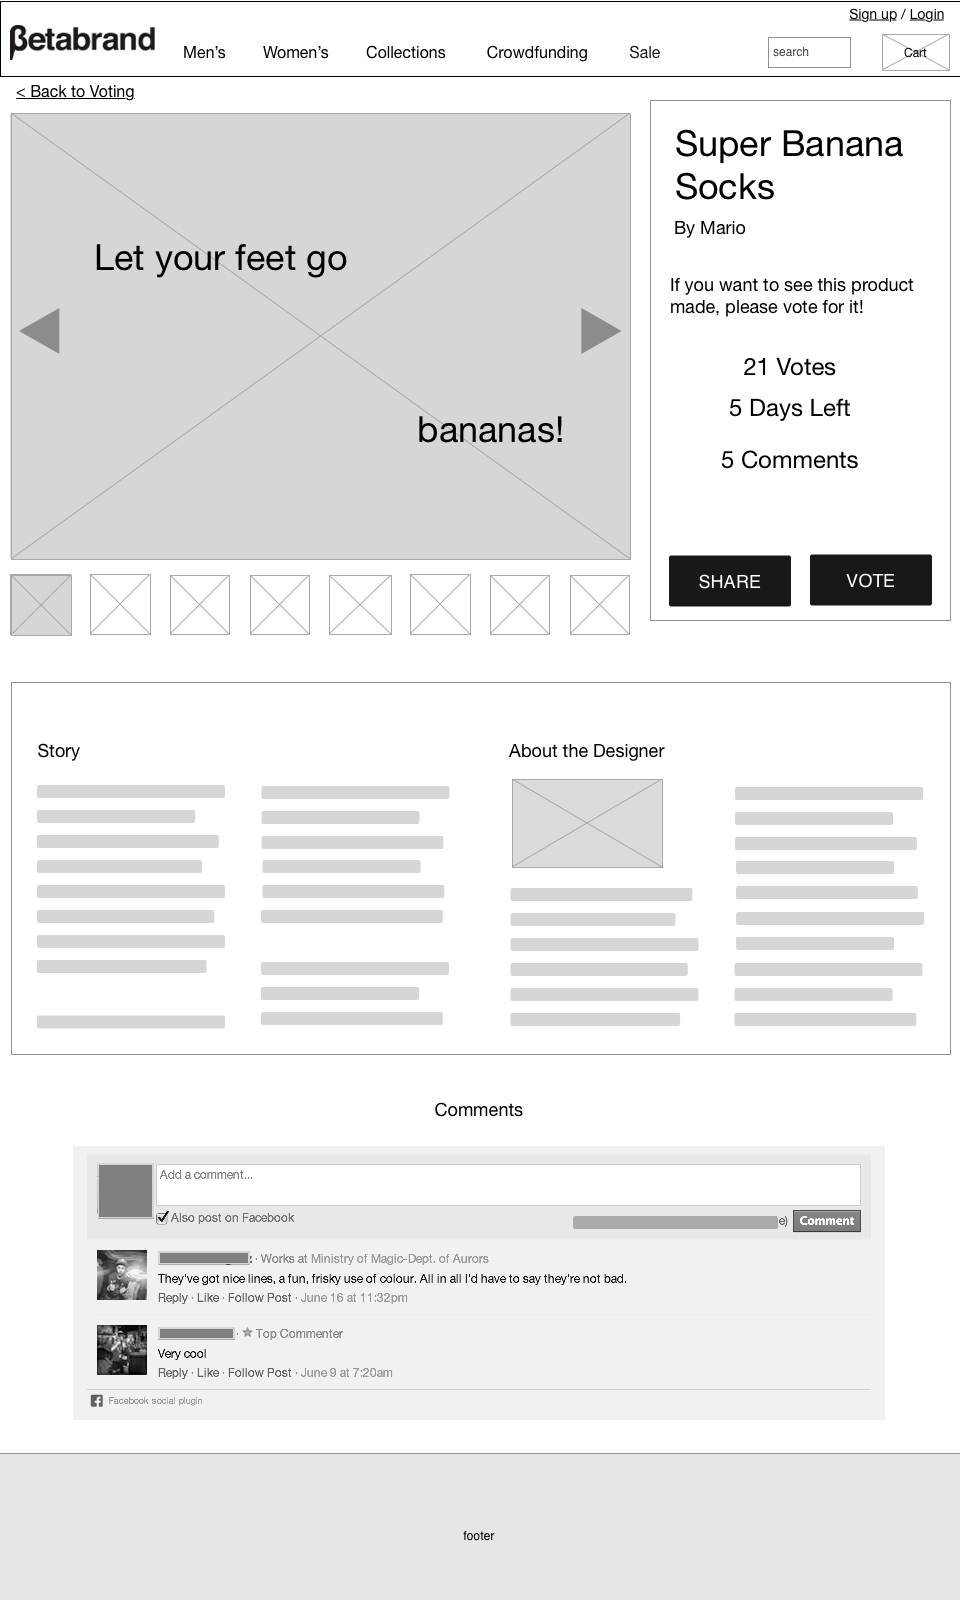 Sign up / Login
βetabrand
Men's Women's Collections Crowdfunding Sale search Cart
< Back to Voting
Let your feet go
bananas!
Super Banana
Socks
By Mario
If you want to see this product
made, please vote for it!
21 Votes
5 Days Left
5 Comments
SHARE VOTE
Story
About the Designer
Comments
Add a comment...
Also post on Facebook e) Comment
· Works at Ministry of Magic-Dept. of Aurors
They've got nice lines, a fun, frisky use of colour. All in all I'd have to say they're not bad.
Reply · Like · Follow Post · June 16 at 11:32pm
· Top Commenter
Very cool
Reply · Like · Follow Post · June 9 at 7:20am
Facebook social plugin
footer